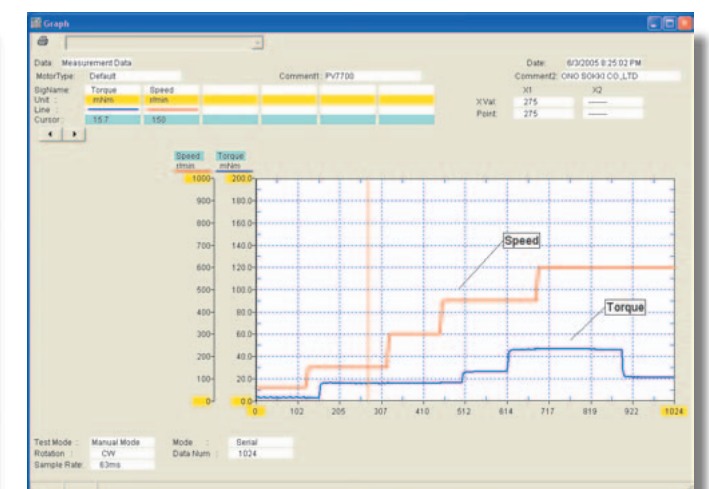 Graph
Data: Measurement Data
Date: 6/3/2005 8:25:02 PM
MotorType: Default
Comment1: PV7700
Comment2: ONO SOKKI CO.,LTD
SigName: Torque Speed
X1 X2
Unit : mNm r/min
XVal: 275 -----
Line :
Point: 275 -----
Cursor: 15.7 150
Speed Torque
r/min mNm
1000 200.0
900 180.0
800 160.0
700 140.0
600 120.0
500 100.0
400 80.0
300 60.0
200 40.0
100 20.0
0 0.0
Speed
Torque
0 102 205 307 410 512 614 717 819 922 1024
Test Mode : Manual Mode Mode : Serial
Rotation : CW Data Num : 1024
Sample Rate: 63ms